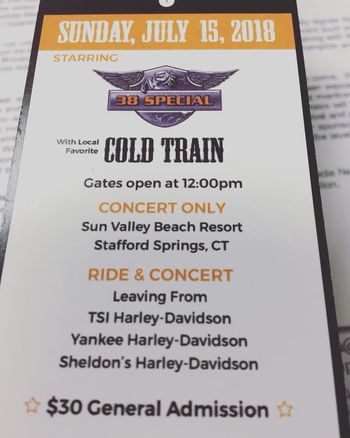 SUNDAY, JULY 15, 2018
STARRING
38 SPECIAL
With Local
Favorite
COLD TRAIN
Gates open at 12:00pm
CONCERT ONLY
Sun Valley Beach Resort
Stafford Springs, CT
RIDE & CONCERT
Leaving From
TSI Harley-Davidson
Yankee Harley-Davidson
Sheldon's Harley-Davidson
☆ $30 General Admission ☆